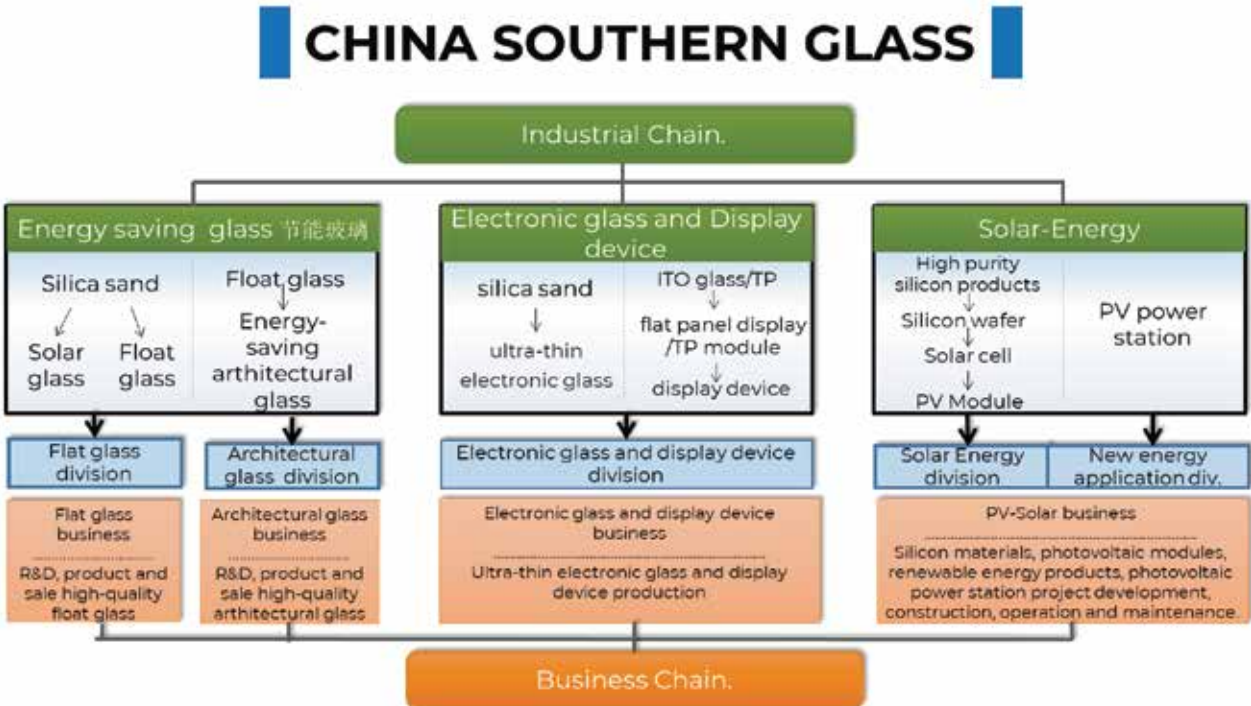 CHINA SOUTHERN GLASS
Industrial Chain.
Energy saving glass 节能玻璃
Silica sand
Solar
glass
Float
glass
Float glass
Energy-
saving
arthitectural
glass
Electronic glass and Display
device
silica sand
ultra-thin
electronic glass
ITO glass/TP
flat panel display
/TP module
display device
Solar-Energy
High purity
silicon products
Silicon wafer
Solar cell
PV Module
PV power
station
Flat glass
division
Architectural
glass division
Electronic glass and display device
division
Solar Energy
division
New energy
application div.
Flat glass
business
R&D, product and
sale high-quality
float glass
Architectural glass
business
R&D, product and
sale high-quality
arthitectural glass
Electronic glass and display device
business
Ultra-thin electronic glass and display
device production
PV-Solar business
Silicon materials, photovoltaic modules,
renewable energy products, photovoltaic
power station project development,
construction, operation and maintenance.
Business Chain.